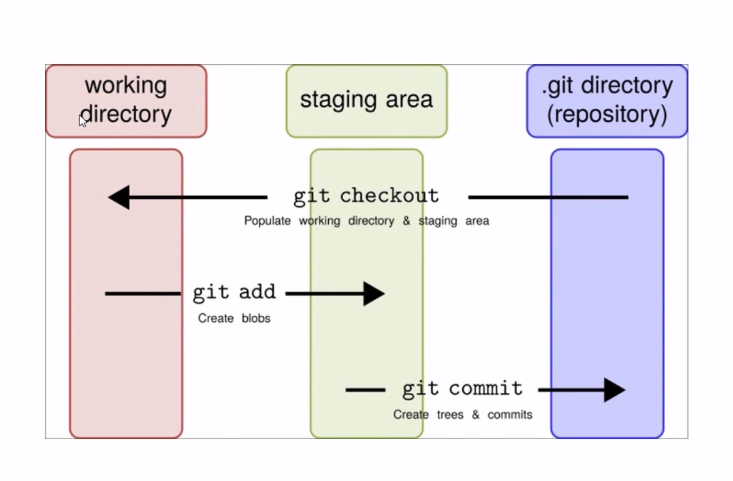 working
directory
staging area
.git directory
(repository)
git checkout
Populate working directory & staging area
git add
Create blobs
git commit
Create trees & commits